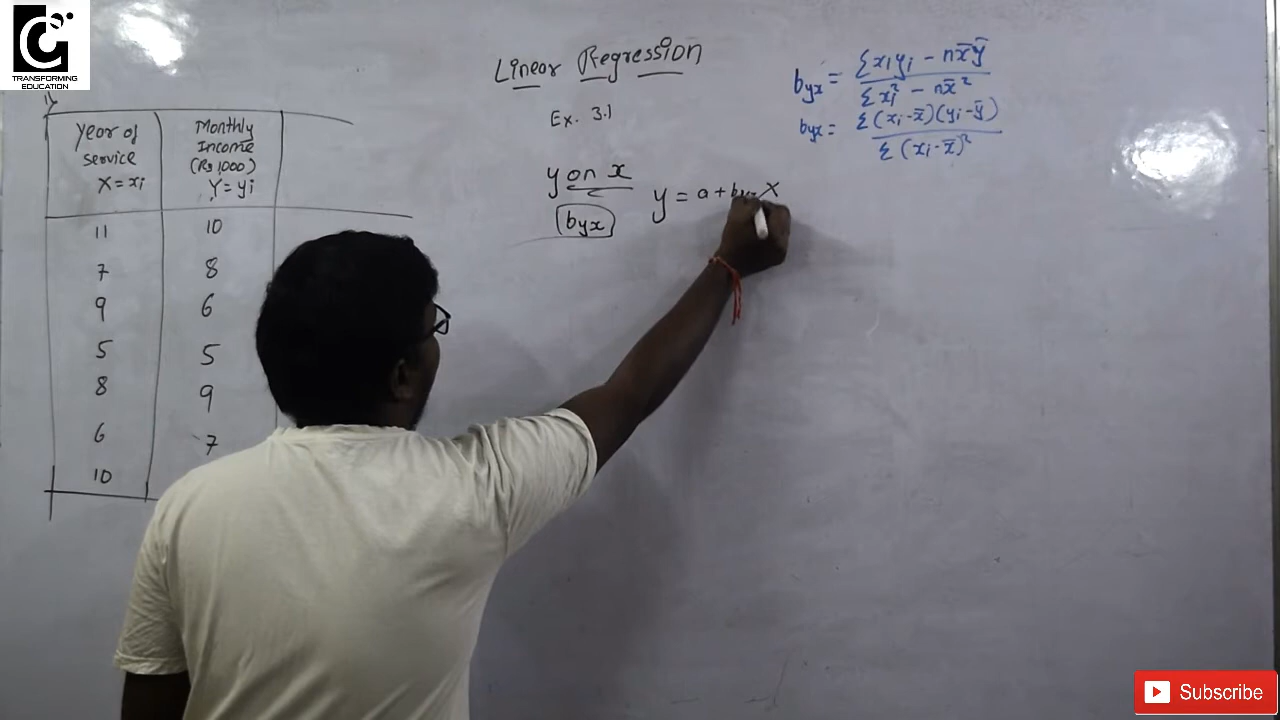 TRANSFORMING
EDUCATION
Linear Regression
Ex. 3.1
y on x
byx
y = a + byx X
byx = Σxiyi - nx̄ȳ / Σxi² - nx̄²
byx = Σ(xi-x̄)(yi-ȳ) / Σ(xi-x̄)²
Year of service X=xi
Monthly Income (Rs 1000) Y=yi
11 10
7 8
9 6
5 5
8 9
6 7
10
Subscribe